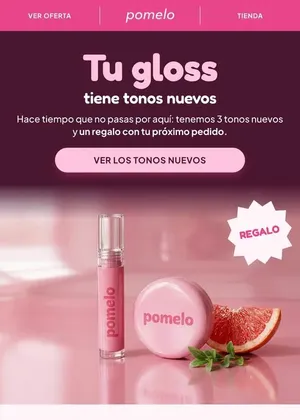 VER OFERTA
pomelo
TIENDA
Tu gloss
tiene tonos nuevos
Hace tiempo que no pasas por aquí: tenemos 3 tonos nuevos
y un regalo con tu próximo pedido.
VER LOS TONOS NUEVOS
REGALO
pomelo
pomelo